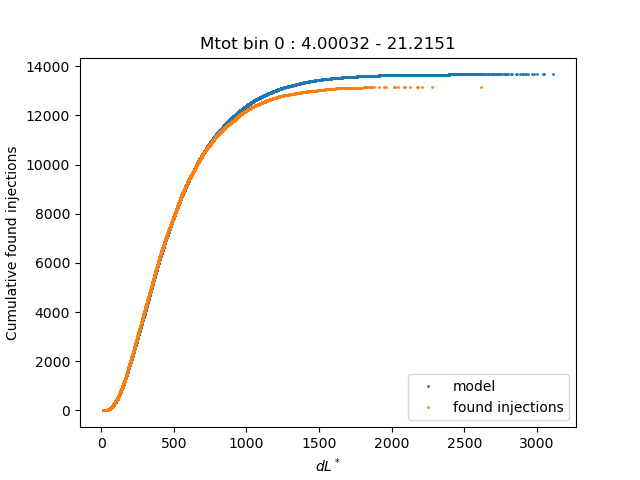 Mtot bin 0 : 4.00032 - 21.2151
Cumulative found injections
14000
12000
10000
8000
6000
4000
2000
0
model
found injections
0 500 1000 1500 2000 2500 3000
dL*